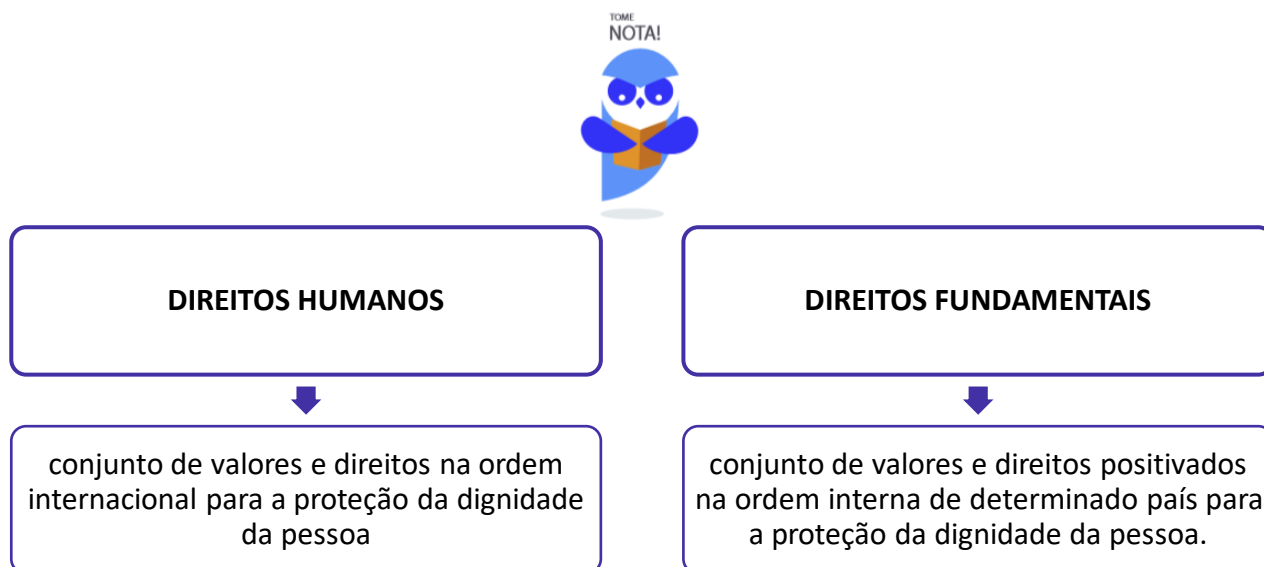 TOME
NOTA!
DIREITOS HUMANOS
DIREITOS FUNDAMENTAIS
conjunto de valores e direitos na ordem
internacional para a proteção da dignidade
da pessoa
conjunto de valores e direitos positivados
na ordem interna de determinado país para
a proteção da dignidade da pessoa.